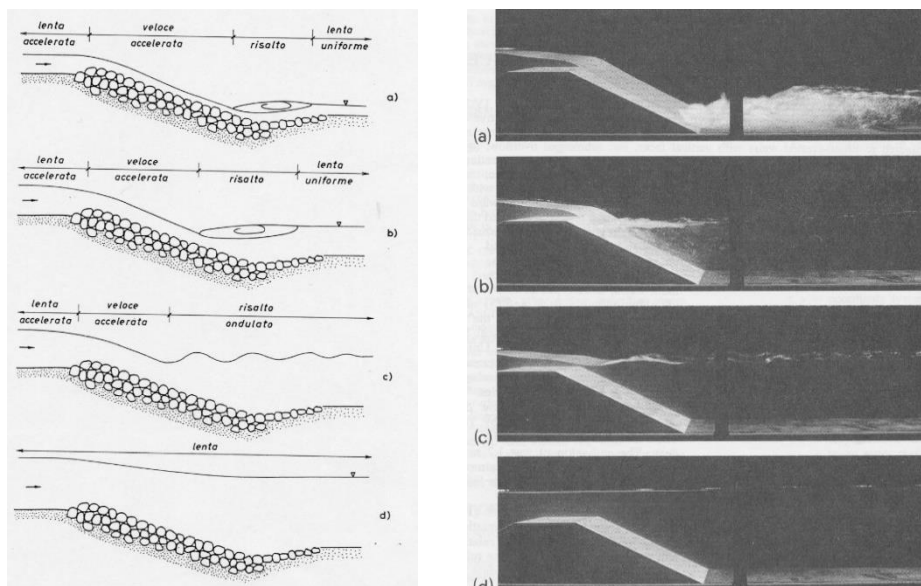 lenta veloce lenta
accelerata accelerata risalto uniforme
a)
lenta veloce lenta
accelerata accelerata risalto uniforme
b)
lenta veloce risalto
accelerata accelerata ondulato
c)
lenta
d)
(a)
(b)
(c)
(d)